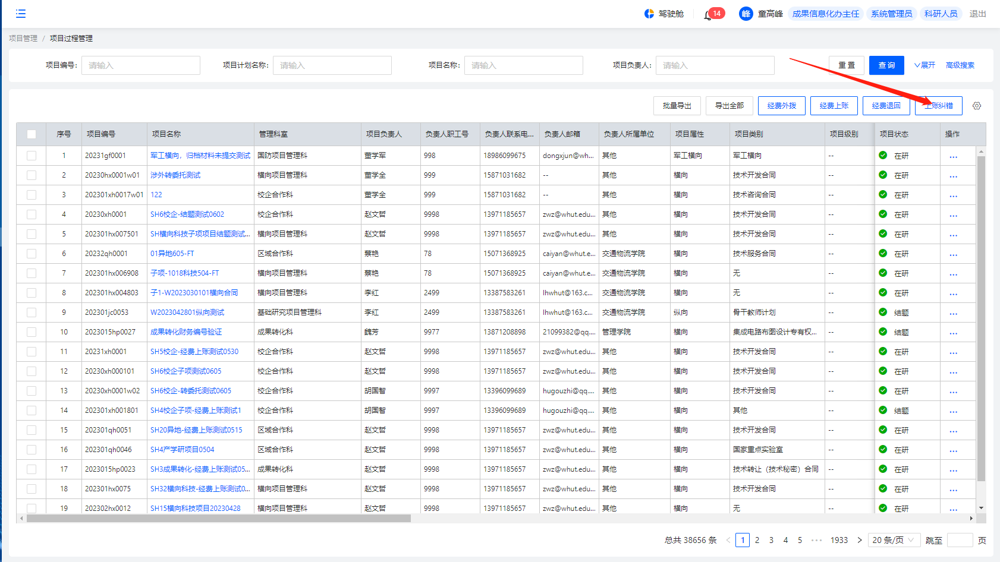 驾驶舱 14 峰 童高峰 成果信息化办主任 系统管理员 科研人员 退出
项目管理 / 项目过程管理
项目编号: 请输入 项目计划名称: 请输入 项目名称: 请输入 项目负责人: 请输入 重 置 查 询 展开 高级搜索
批量导出 导出全部 经费外拨 经费上账 经费退回 上账纠错
序号 项目编号 项目名称 管理科室 项目负责人 负责人职工号 负责人联系电... 负责人邮箱 负责人所属单位 项目属性 项目类别 项目级别 项目状态 操作
1 20231gf0001 军工横向，归档材料未提交测试 国防项目管理科 董学军 998 18986099675 dongxjun@wh... 其他 军工横向 军工横向 -- 在研 ...
2 20230hx0001w01 涉外转委托测试 横向项目管理科 董学全 999 15871031682 -- 其他 横向 技术开发合同 -- 在研 ...
3 202301xh0017w01 122 校企合作科 董学全 999 15871031682 -- 其他 横向 技术咨询合同 -- 在研 ...
4 20230xh0001 SH6校企-结题测试0602 校企合作科 赵文哲 9998 13971185657 zwz@whut.edu... 其他 横向 技术开发合同 -- 在研 ...
5 202301hx007501 SH横向科技子项项目结题测试... 横向项目管理科 赵文哲 9998 13971185657 zwz@whut.edu... 其他 横向 技术开发合同 -- 在研 ...
6 20232qh0001 01异地605-FT 区域合作科 蔡艳 78 15071368925 caiyan@whut.e... 交通物流学院 横向 技术服务合同 -- 在研 ...
7 202301hx006908 子项-1018科技504-FT 横向项目管理科 蔡艳 78 15071368925 caiyan@whut.e... 交通物流学院 横向 无 -- 在研 ...
8 202301hx004803 子1-W2023030101横向合同 横向项目管理科 李红 2499 13387583261 lhwhut@163.c... 交通物流学院 横向 无 -- 在研 ...
9 202301jc0053 W2023042801纵向测试 基础研究项目管理科 李红 2499 13387583261 lhwhut@163.c... 交通物流学院 纵向 骨干教师计划 -- 结题 ...
10 2023015hp0027 成果转化财务编号验证 成果转化科 魏芳 9977 13871208898 21099382@qq.... 管理学院 横向 集成电路布图设计专有权... -- 结题 ...
11 20231xh0001 SH5校企-经费上账测试0530 校企合作科 赵文哲 9998 13971185657 zwz@whut.edu... 其他 横向 技术开发合同 -- 在研 ...
12 20230xh000101 SH6校企子项测试0605 校企合作科 赵文哲 9998 13971185657 zwz@whut.edu... 其他 横向 技术开发合同 -- 在研 ...
13 20230xh0001w02 SH6校企-转委托测试0605 校企合作科 胡国智 9997 13396099689 hugouzhi@qq.... 其他 横向 技术开发合同 -- 在研 ...
14 202301xh001801 SH4校企子项-经费上账测试1 校企合作科 胡国智 9997 13396099689 hugouzhi@qq.... 其他 横向 其他 -- 结题 ...
15 202301qh0051 SH20异地-经费上账测试0515 区域合作科 赵文哲 9998 13971185657 zwz@whut.edu... 其他 横向 技术开发合同 -- 在研 ...
16 202301qh0046 SH4产学研项目0504 区域合作科 赵文哲 9998 13971185657 zwz@whut.edu... 其他 横向 国家重点实验室 -- 在研 ...
17 2023015hp0023 SH3成果转化-经费上账测试05... 成果转化科 赵文哲 9998 13971185657 zwz@whut.edu... 其他 横向 技术转让（技术秘密）合同 -- 在研 ...
18 202301hx0075 SH32横向科技-经费上账测试0... 横向项目管理科 赵文哲 9998 13971185657 zwz@whut.edu... 其他 横向 技术开发合同 -- 在研 ...
19 202302hx0012 SH15横向科技项目20230428 横向项目管理科 赵文哲 9998 13971185657 zwz@whut.edu... 其他 横向 无 -- 在研 ...
总共 38656 条 < 1 2 3 4 5 ••• 1933 > 20 条/页 跳至 页